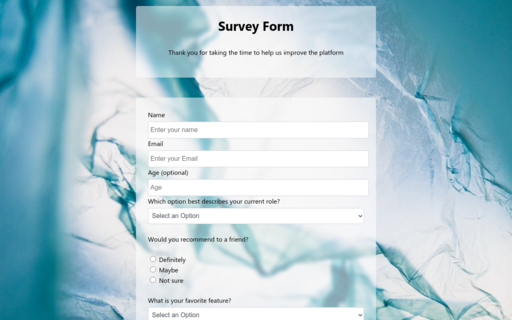 Survey Form
Thank you for taking the time to help us improve the platform
Name
Enter your name
Email
Enter your Email
Age (optional)
Age
Which option best describes your current role?
Select an Option
Would you recommend to a friend?
Definitely
Maybe
Not sure
What is your favorite feature?
Select an Option